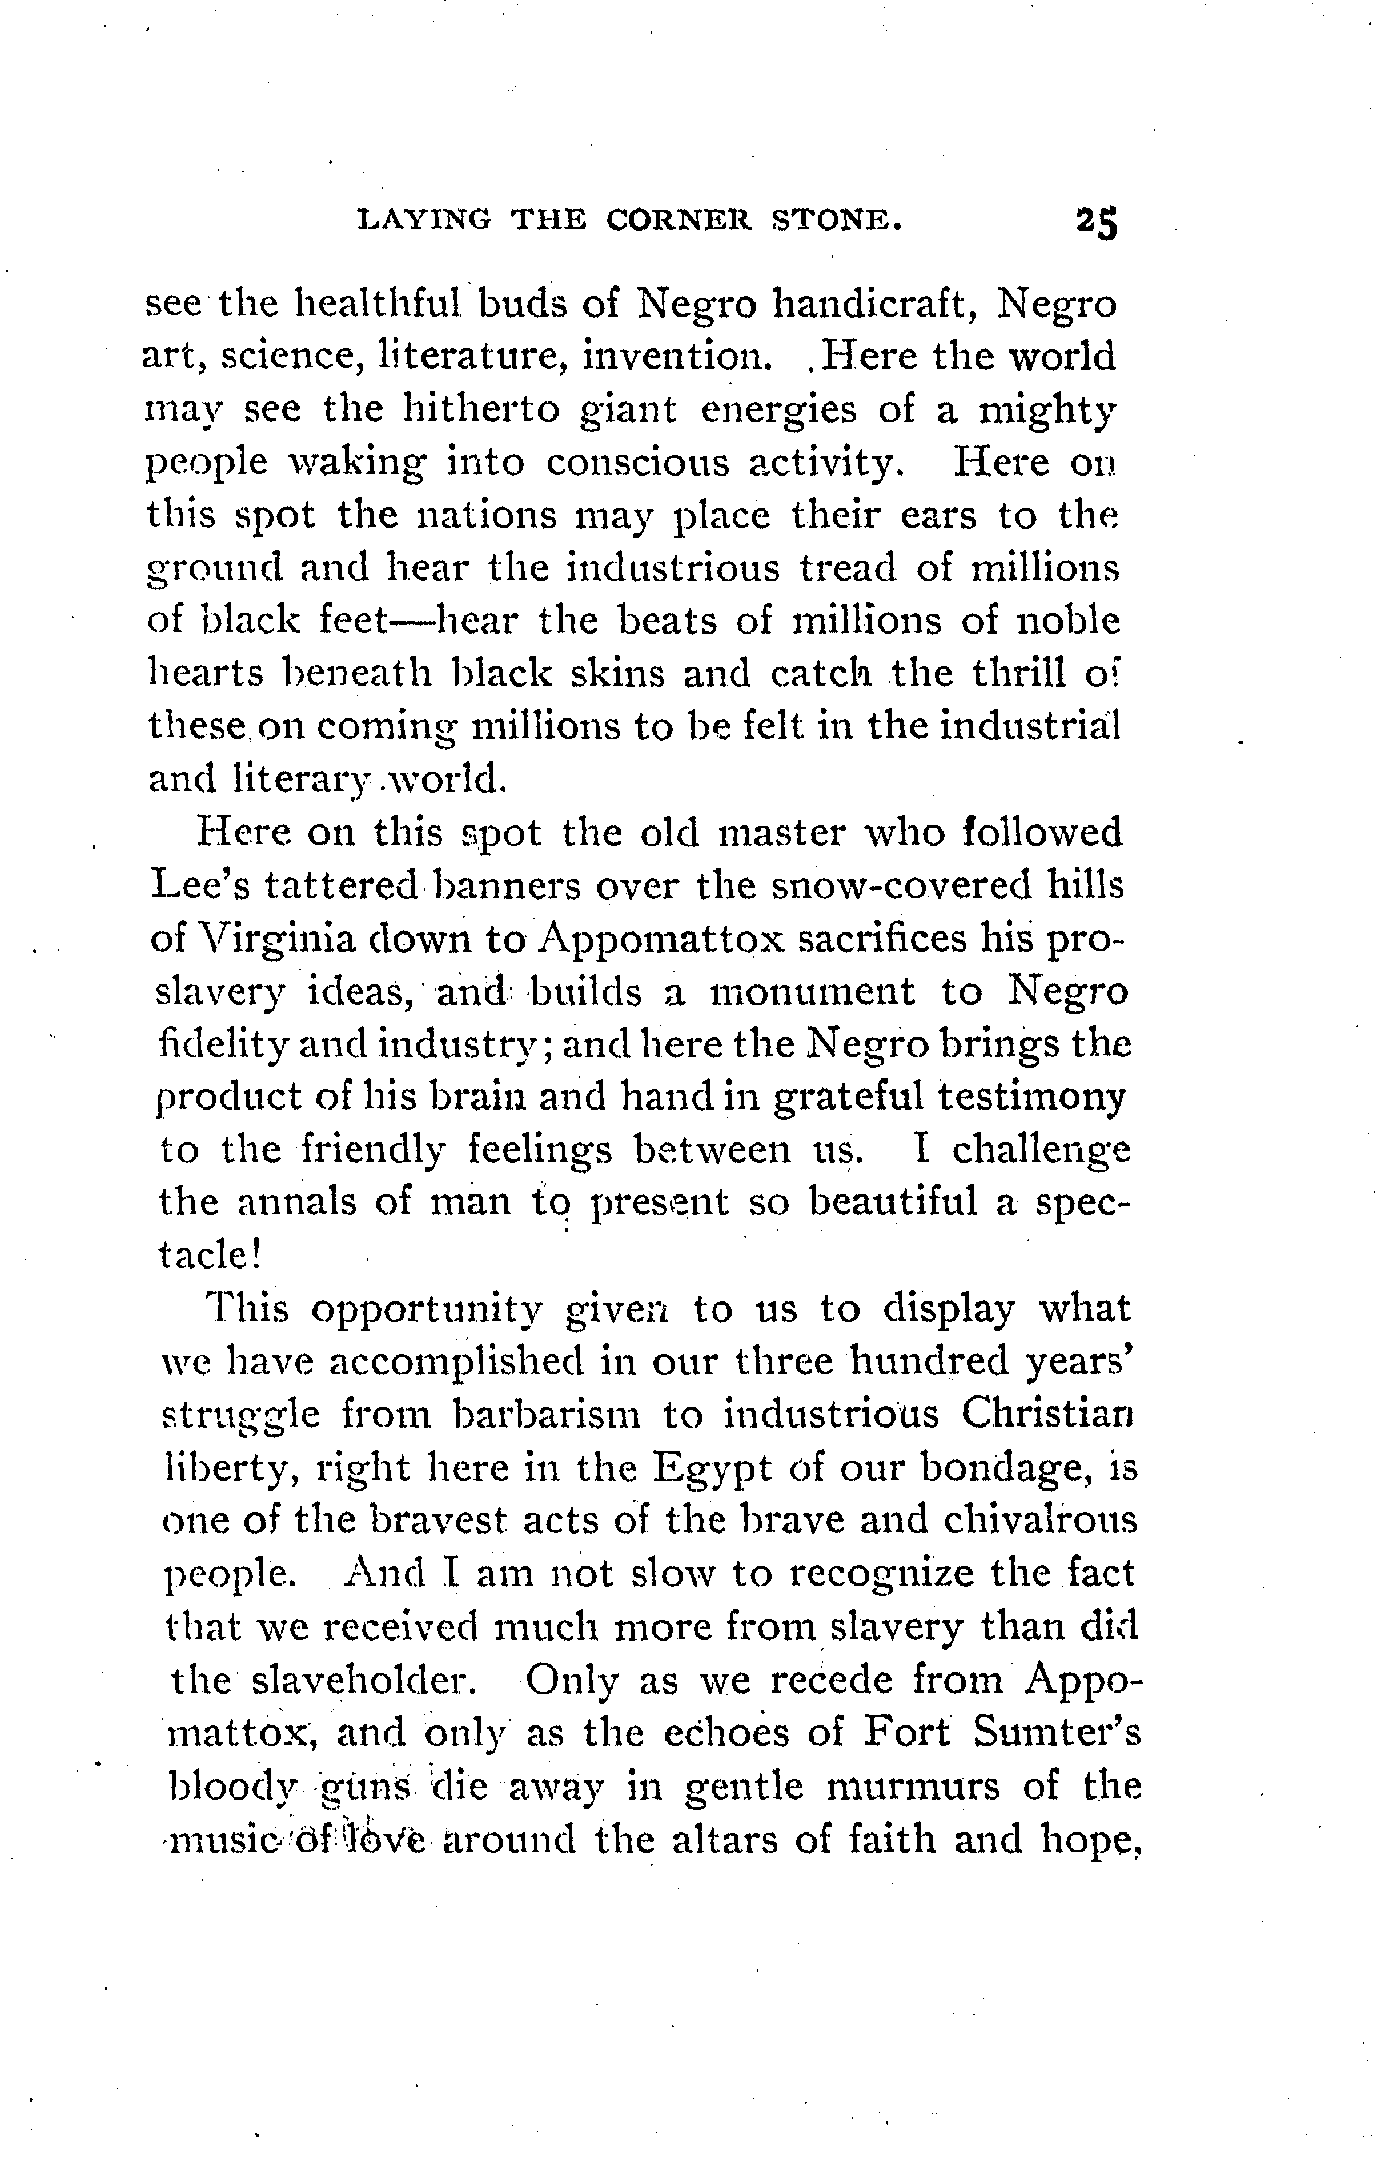 LAYING THE CORNER STONE. 25
see the healthful buds of Negro handicraft, Negro
art, science, literature, invention. Here the world
may see the hitherto giant energies of a mighty
people waking into conscious activity. Here on
this spot the nations may place their ears to the
ground and hear the industrious tread of millions
of black feet—hear the beats of millions of noble
hearts beneath black skins and catch the thrill of
these on coming millions to be felt in the industrial
and literary world.
Here on this spot the old master who followed
Lee's tattered banners over the snow-covered hills
of Virginia down to Appomattox sacrifices his pro-
slavery ideas, and builds a monument to Negro
fidelity and industry; and here the Negro brings the
product of his brain and hand in grateful testimony
to the friendly feelings between us. I challenge
the annals of man to present so beautiful a spec-
tacle!
This opportunity given to us to display what
we have accomplished in our three hundred years'
struggle from barbarism to industrious Christian
liberty, right here in the Egypt of our bondage, is
one of the bravest acts of the brave and chivalrous
people. And I am not slow to recognize the fact
that we received much more from slavery than did
the slaveholder. Only as we recede from Appo-
mattox, and only as the echoes of Fort Sumter's
bloody guns die away in gentle murmurs of the
music of love around the altars of faith and hope,